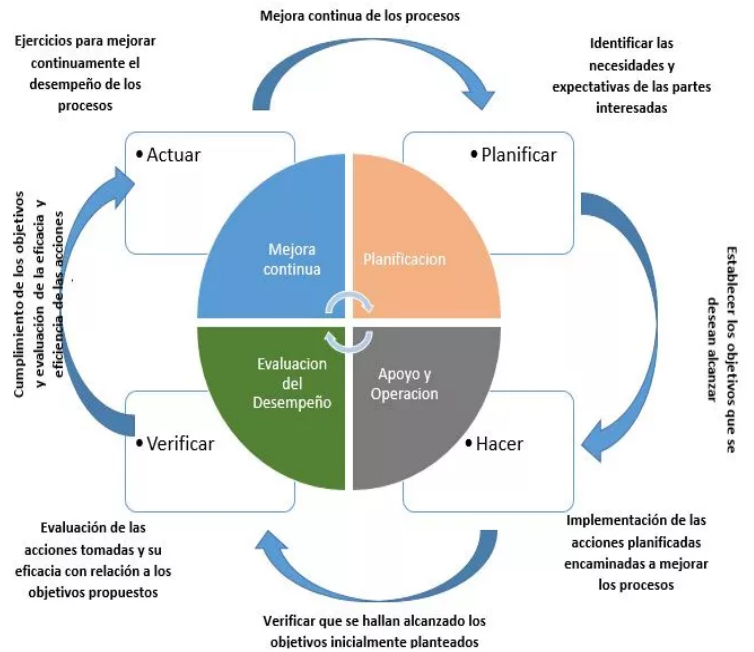 Mejora continua de los procesos
Ejercicios para mejorar
continuamente el
desempeño de los
procesos
Identificar las
necesidades y
expectativas de las partes
interesadas
• Actuar
• Planificar
Mejora
continua
Planificacion
Cumplimiento de los objetivos
y evaluación de la eficacia y
eficiencia de las acciones
Establecer los objetivos que se
desean alcanzar
Evaluacion
del
Desempeño
Apoyo y
Operacion
• Verificar
• Hacer
Evaluación de las
acciones tomadas y su
eficacia con relación a los
objetivos propuestos
Implementación de las
acciones planificadas
encaminadas a mejorar
los procesos
Verificar que se hallan alcanzado los
objetivos inicialmente planteados